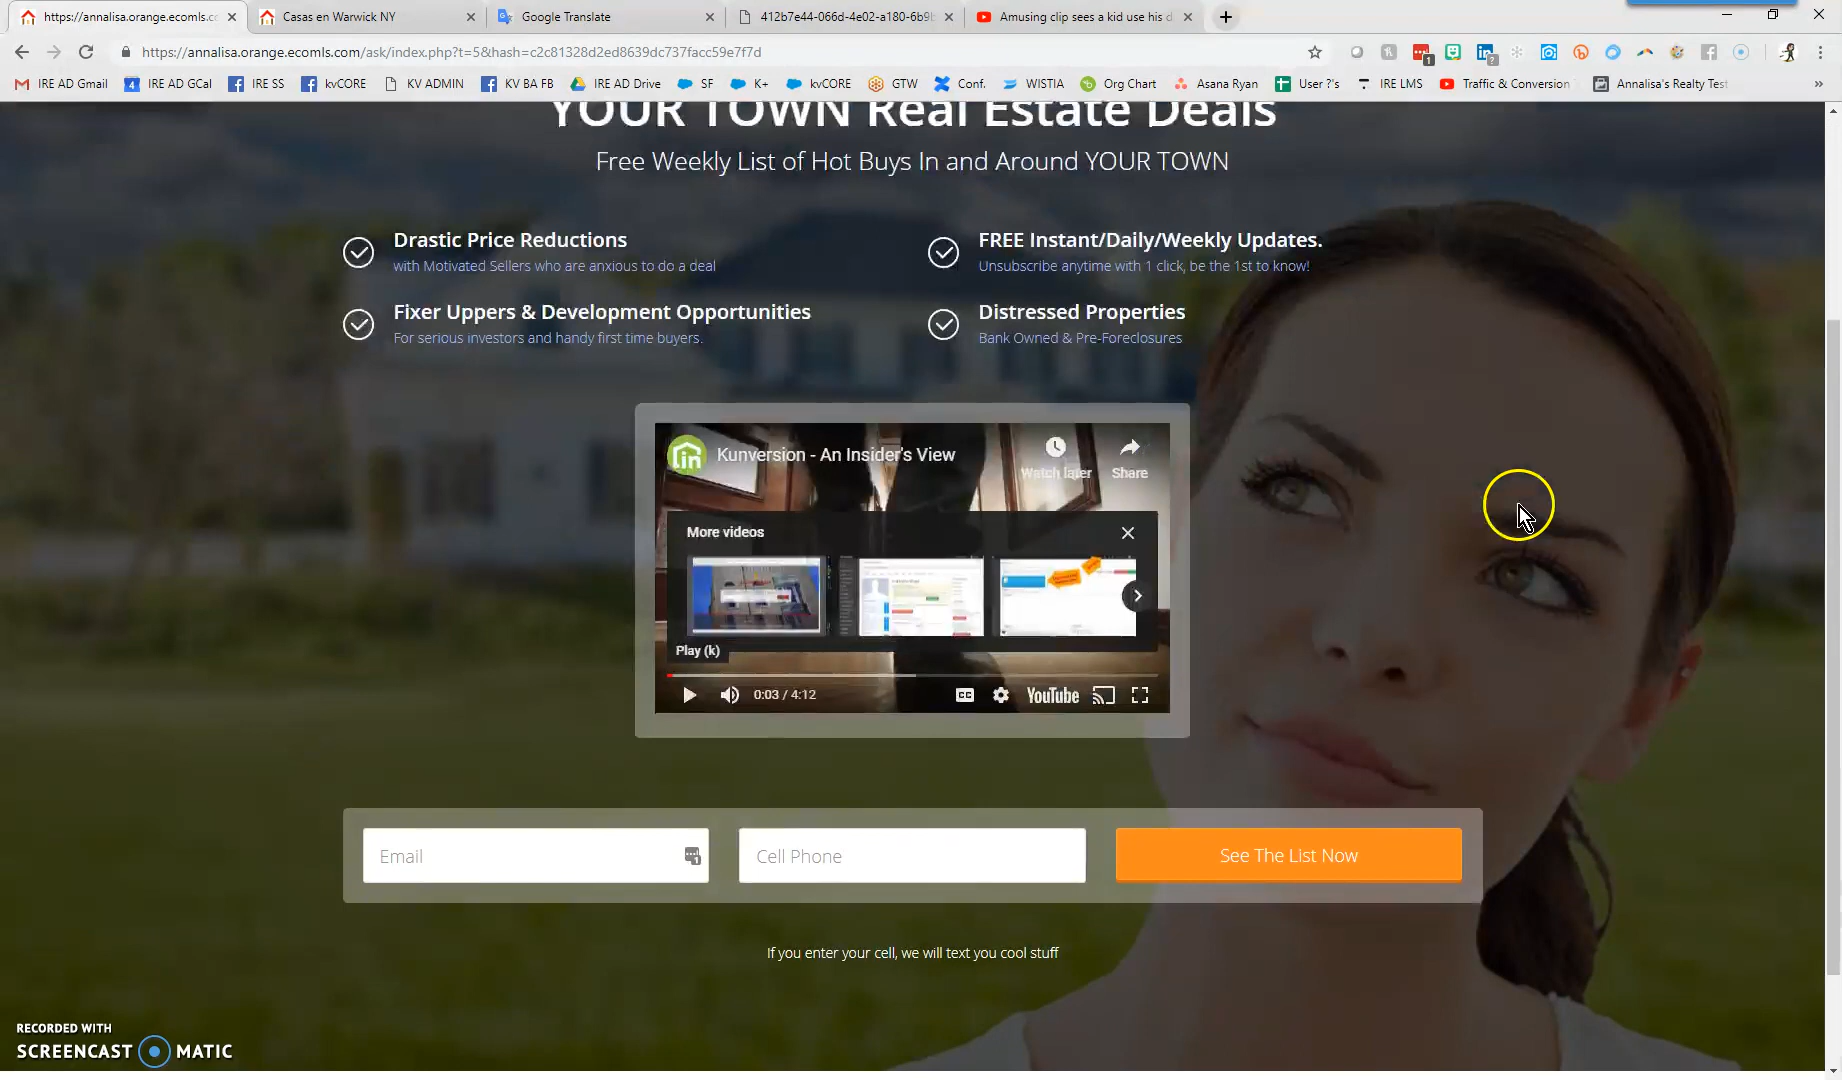 https://annalisa.orange.ecomls.cc
Casas en Warwick NY
Google Translate
412b7e44-066d-4e02-a180-6b9b
Amusing clip sees a kid use his d
https://annalisa.orange.ecomls.com/ask/index.php?t=5&hash=c2c81328d2ed8639dc737facc59e7f7d
IRE AD Gmail
IRE AD GCal
IRE SS
kvCORE
KV ADMIN
KV BA FB
IRE AD Drive
SF
K+
kvCORE
GTW
Conf.
WISTIA
Org Chart
Asana Ryan
User ?'s
IRE LMS
Traffic & Conversion
Annalisa's Realty Test
YOUR TOWN Real Estate Deals
Free Weekly List of Hot Buys In and Around YOUR TOWN
Drastic Price Reductions
with Motivated Sellers who are anxious to do a deal
FREE Instant/Daily/Weekly Updates.
Unsubscribe anytime with 1 click, be the 1st to know!
Fixer Uppers & Development Opportunities
For serious investors and handy first time buyers.
Distressed Properties
Bank Owned & Pre-Foreclosures
Kunversion - An Insider's View
Watch later
Share
More videos
Play (k)
0:03 / 4:12
CC
YouTube
Email
Cell Phone
See The List Now
If you enter your cell, we will text you cool stuff
RECORDED WITH
SCREENCAST MATIC